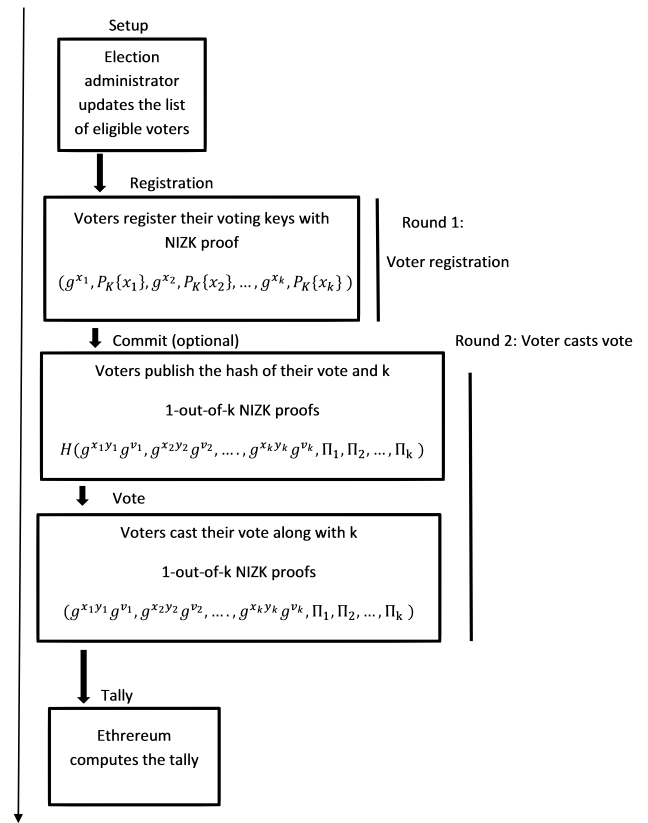 Setup
Election
administrator
updates the list
of eligible voters
Registration
Voters register their voting keys with
NIZK proof
(g^{x_1}, P_K{x_1}, g^{x_2}, P_K{x_2}, ..., g^{x_k}, P_K{x_k})
Round 1:
Voter registration
Commit (optional)
Round 2: Voter casts vote
Voters publish the hash of their vote and k
1-out-of-k NIZK proofs
H(g^{x_1y_1}g^{v_1}, g^{x_2y_2}g^{v_2}, ...., g^{x_ky_k}g^{v_k}, Π_1, Π_2, ..., Π_k)
Vote
Voters cast their vote along with k
1-out-of-k NIZK proofs
(g^{x_1y_1}g^{v_1}, g^{x_2y_2}g^{v_2}, ...., g^{x_ky_k}g^{v_k}, Π_1, Π_2, ..., Π_k)
Tally
Ethrereum
computes the tally